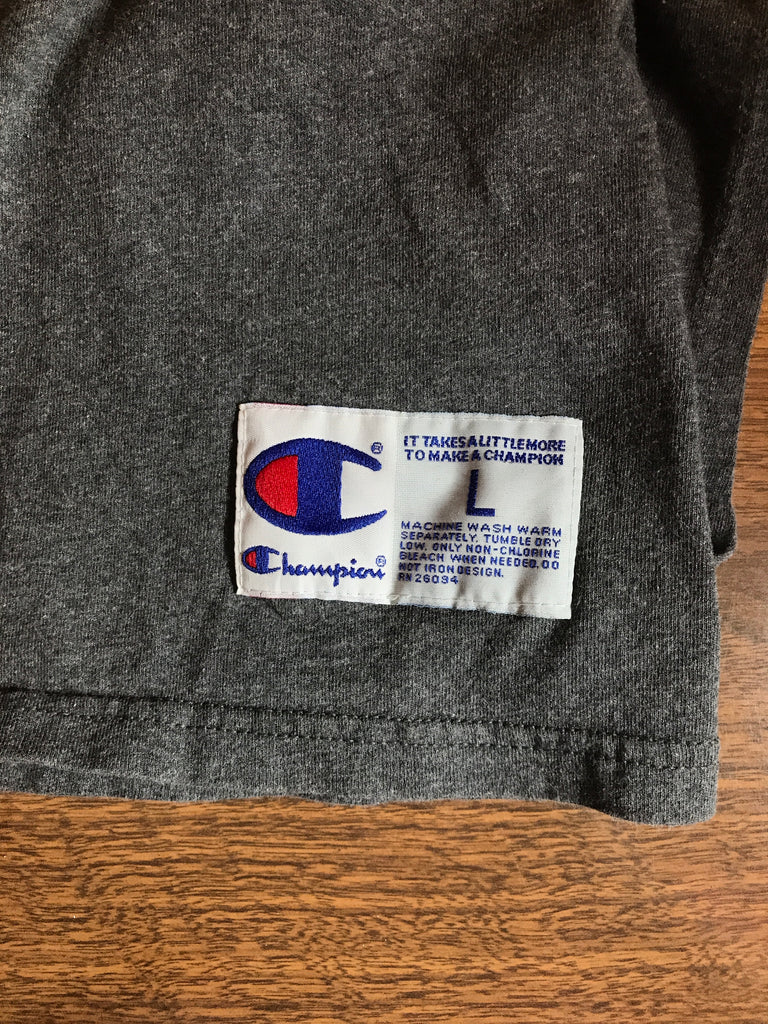 IT TAKES A LITTLE MORE
TO MAKE A CHAMPION
L
MACHINE WASH WARM
SEPARATELY. TUMBLE DRY
LOW. ONLY NON-CHLORINE
BLEACH WHEN NEEDED. DO
NOT IRON DESIGN.
RN 26094
Champion®